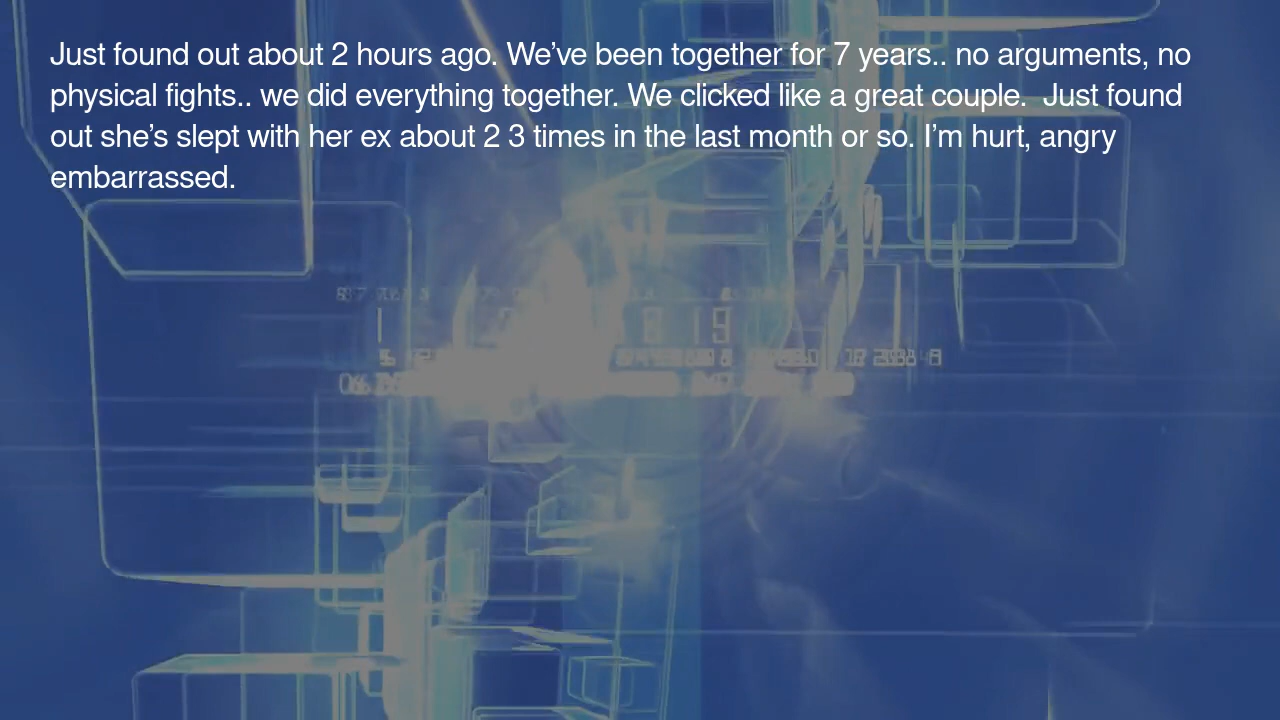 Just found out about 2 hours ago. We’ve been together for 7 years.. no arguments, no
physical fights.. we did everything together. We clicked like a great couple.  Just found
out she’s slept with her ex about 2 3 times in the last month or so. I’m hurt, angry
embarrassed.